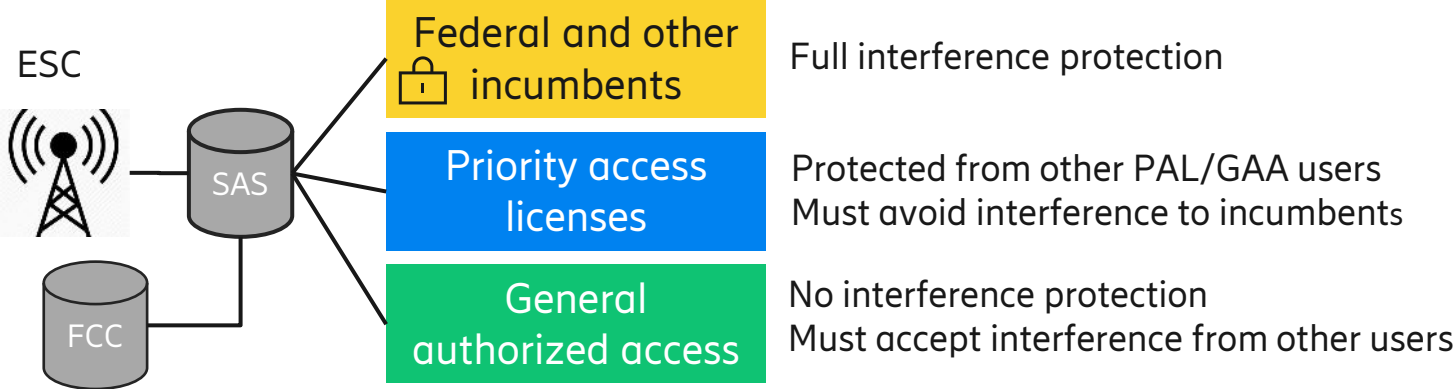 ESC
SAS
FCC
Federal and other
incumbents
Full interference protection
Priority access
licenses
Protected from other PAL/GAA users
Must avoid interference to incumbents
General
authorized access
No interference protection
Must accept interference from other users